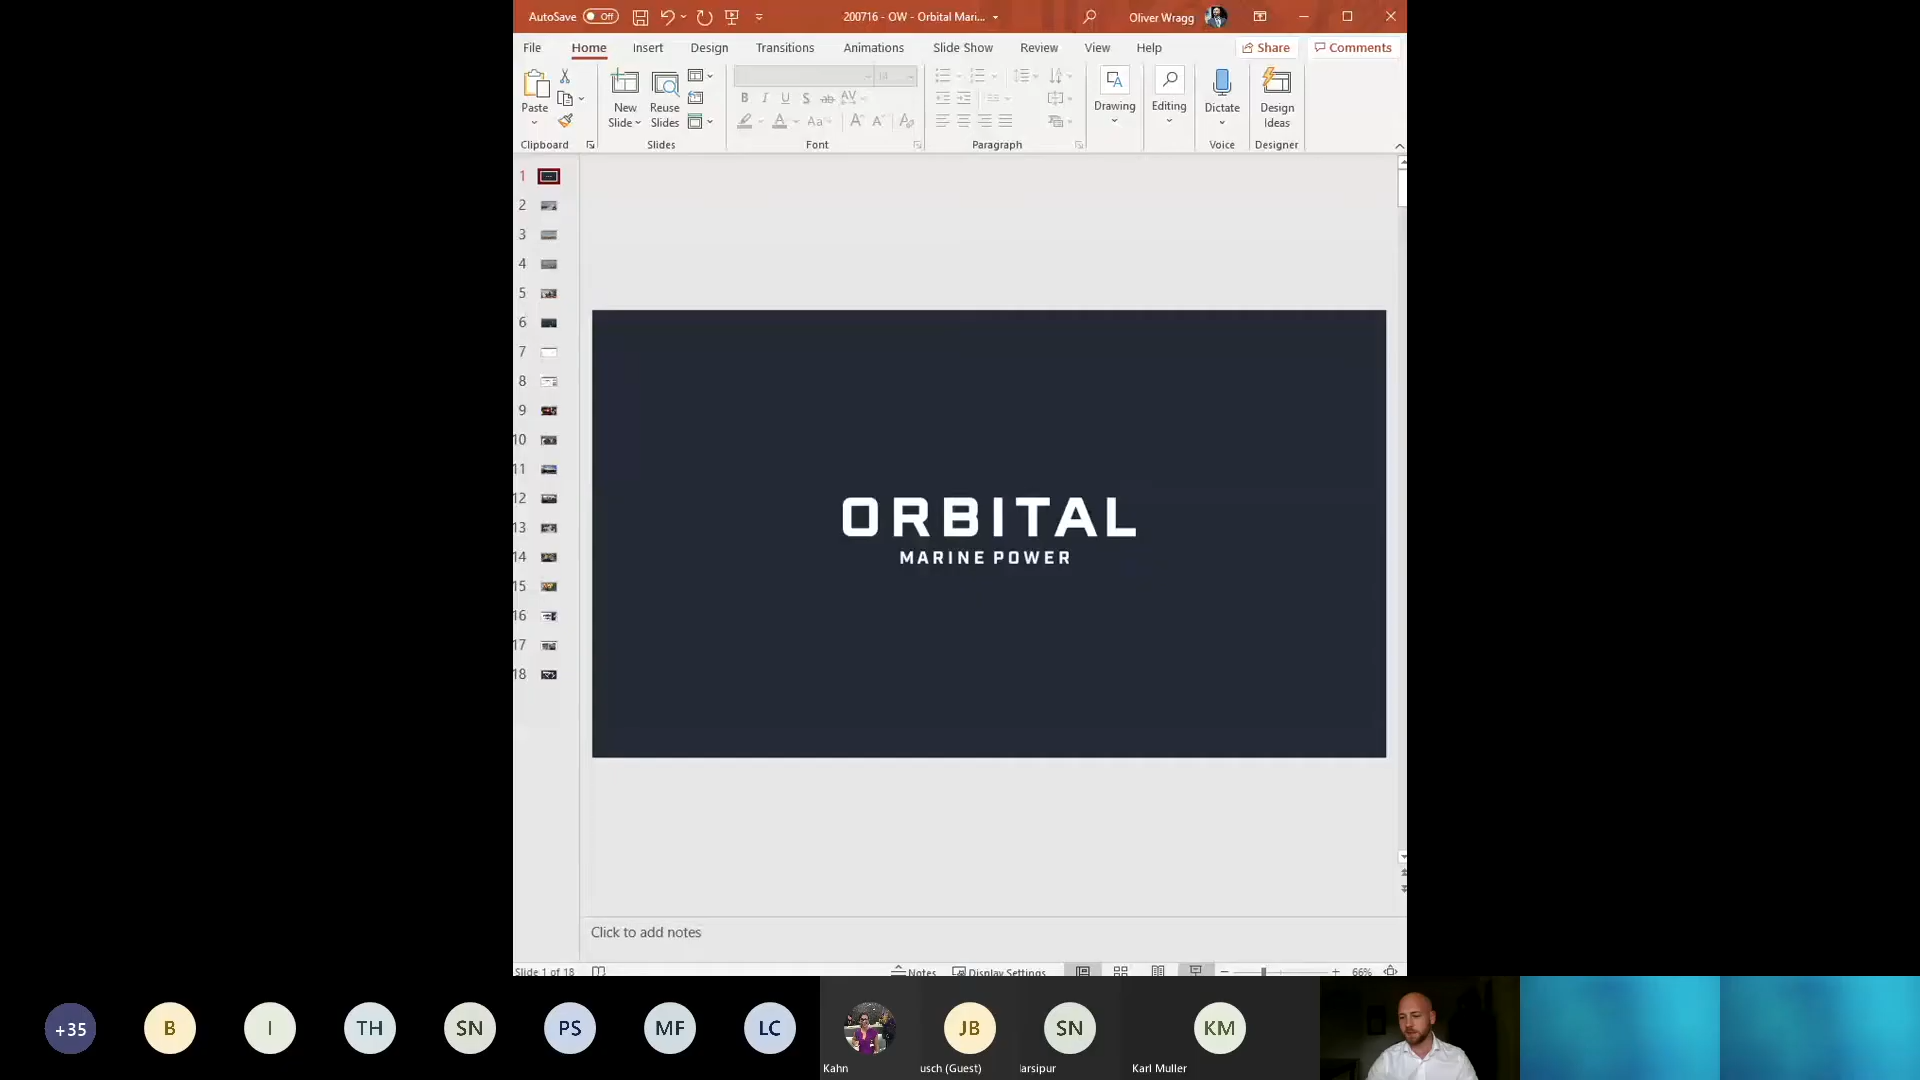 AutoSave Off 200716 - OW - Orbital Mari... Oliver Wragg
File Home Insert Design Transitions Animations Slide Show Review View Help Share Comments
Paste
New Slide
Reuse Slides
B I U S ab AV
A Aa A A
Drawing
Editing
Dictate
Design Ideas
Clipboard Slides Font Paragraph Voice Designer
1
2
3
4
5
6
7
8
9
10
11
12
13
14
15
16
17
18
ORBITAL
MARINE POWER
Click to add notes
Slide 1 of 18 Notes Display Settings 66%
+35 B I TH SN PS MF LC JB SN KM
Kahn usch (Guest) larsipur Karl Muller